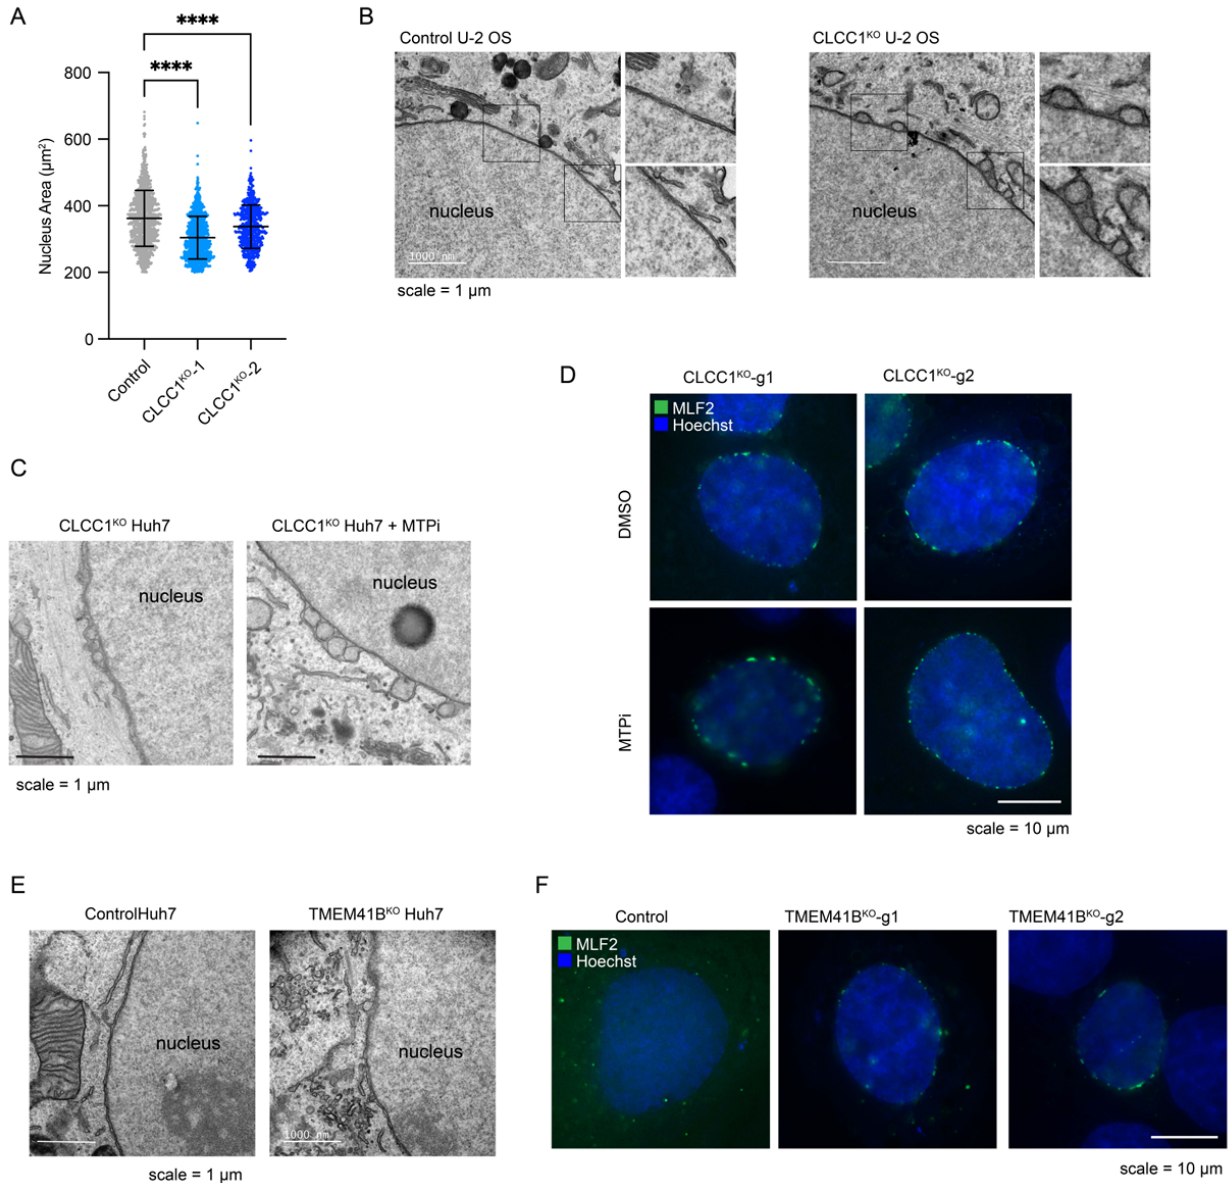 A
****
****
800
600
400
200
0
Nucleus Area (µm²)
Control
CLCC1ᴷᴼ-1
CLCC1ᴷᴼ-2
B
Control U-2 OS
CLCC1ᴷᴼ U-2 OS
nucleus
1000 nm
nucleus
scale = 1 µm
C
CLCC1ᴷᴼ Huh7
CLCC1ᴷᴼ Huh7 + MTPi
nucleus
nucleus
scale = 1 µm
D
CLCC1ᴷᴼ-g1
CLCC1ᴷᴼ-g2
MLF2
Hoechst
DMSO
MTPi
scale = 10 µm
E
ControlHuh7
TMEM41Bᴷᴼ Huh7
nucleus
nucleus
1000 nm
scale = 1 µm
F
Control
TMEM41Bᴷᴼ-g1
TMEM41Bᴷᴼ-g2
MLF2
Hoechst
scale = 10 µm